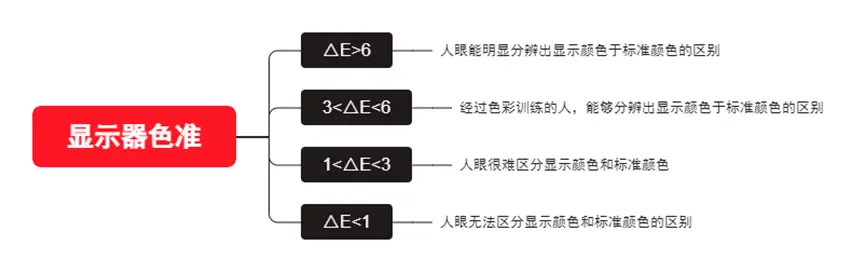 △E>6
人眼能明显分辨出显示颜色于标准颜色的区别
3<△E<6
经过色彩训练的人，能够分辨出显示颜色于标准颜色的区别
显示器色准
1<△E<3
人眼很难区分显示颜色和标准颜色
△E<1
人眼无法区分显示颜色和标准颜色的区别